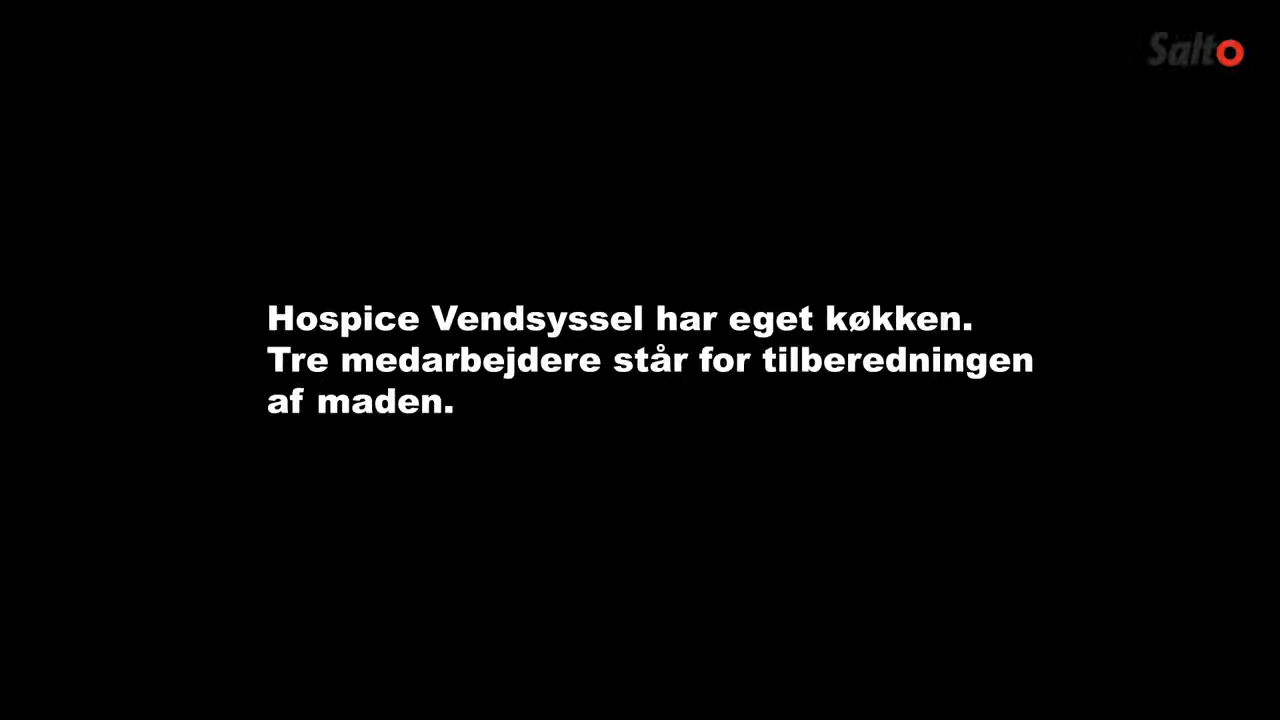 Salto
Hospice Vendsyssel har eget køkken.
Tre medarbejdere står for tilberedningen
af maden.